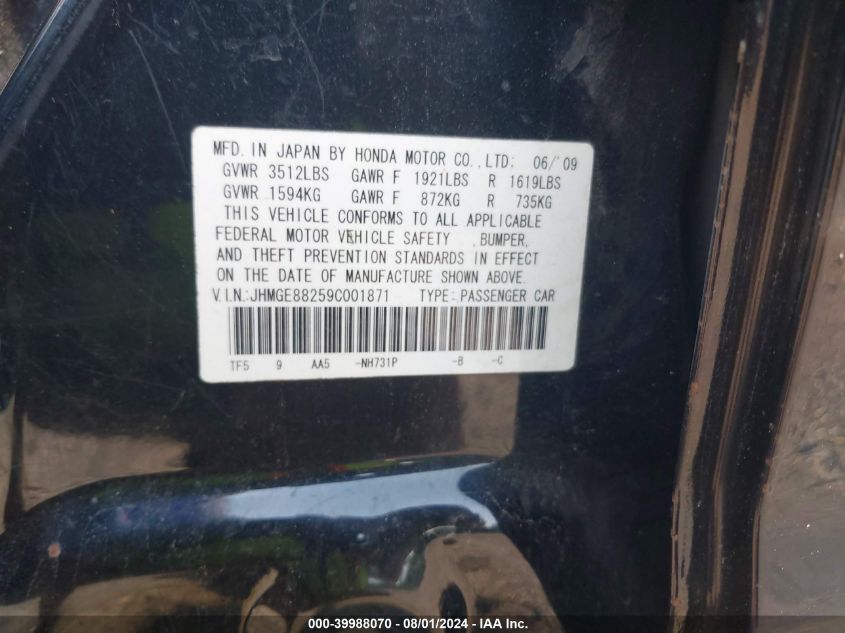 MFD. IN JAPAN BY HONDA MOTOR CO., LTD: 06/'09
GVWR 3512LBS GAWR F 1921LBS R 1619LBS
GVWR 1594KG GAWR F 872KG R 735KG
THIS VEHICLE CONFORMS TO ALL APPLICABLE
FEDERAL MOTOR VEHICLE SAFETY , BUMPER,
AND THEFT PREVENTION STANDARDS IN EFFECT
ON THE DATE OF MANUFACTURE SHOWN ABOVE.
V.I.N.:JHMGE88259C001871 TYPE: PASSENGER CAR
TF5 9 AA5 -NH731P -B -C
000-39988070 - 08/01/2024 - IAA Inc.